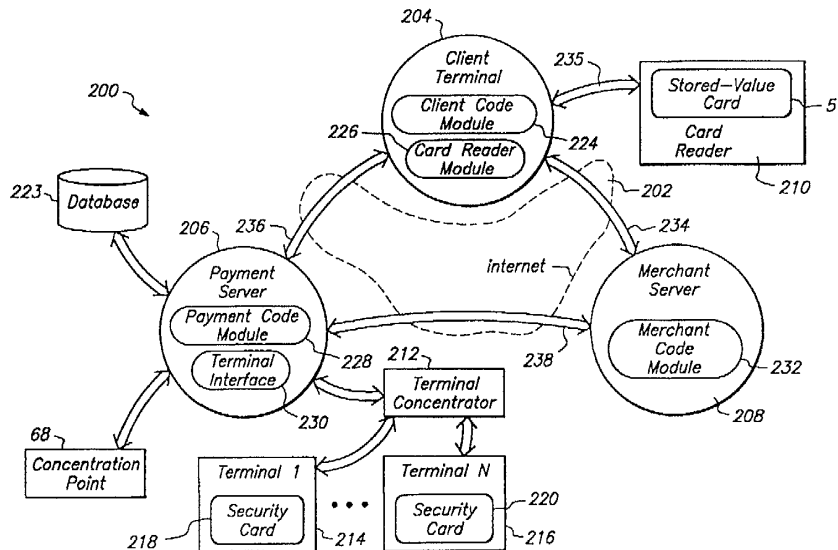 204
Client
Terminal
Client Code
Module
226
Card Reader
Module
224
235
Stored-Value
Card
5
Card
Reader
210
200
223
Database
236
202
234
internet
206
Payment
Server
Payment Code
Module
228
Terminal
Interface
230
238
Merchant
Server
Merchant
Code
Module
232
208
212
Terminal
Concentrator
68
Concentration
Point
Terminal 1
Security
Card
218
214
Terminal N
Security
Card
220
216